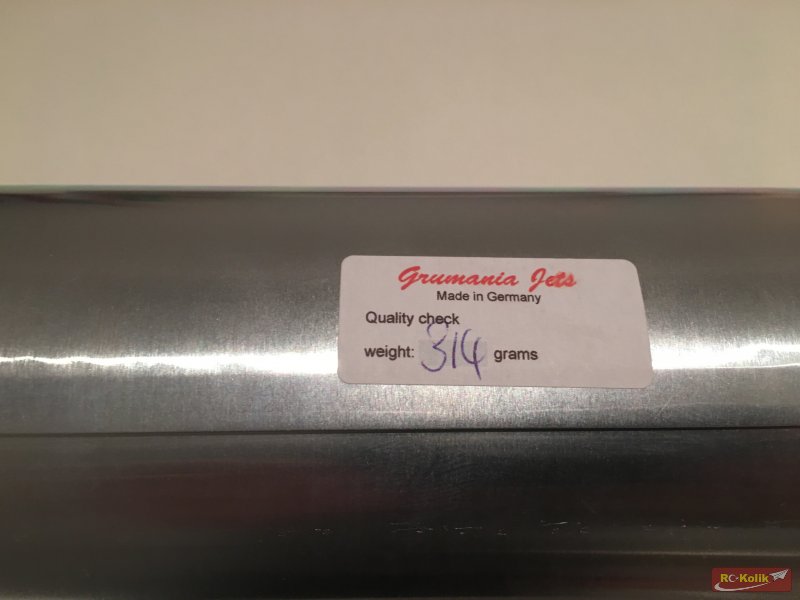 Grumania Jets
Made in Germany
Quality check
weight: 314 grams
RC-Kolik